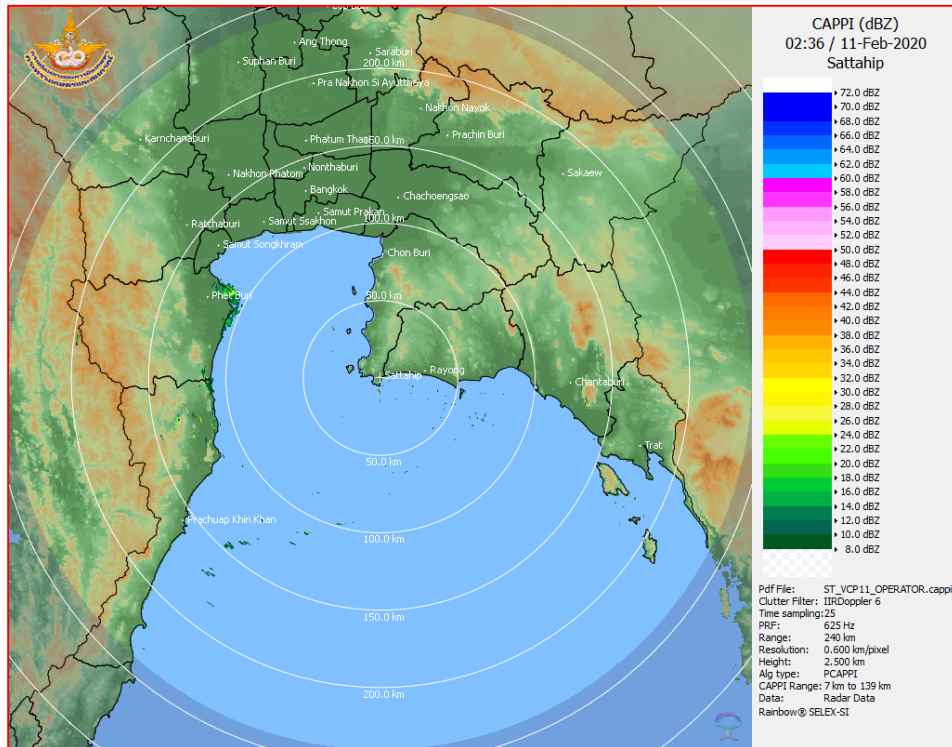 Ang Thong
Saraburi
Suphan Buri
200.0 km
Pra Nakhon Si Ayutthaya
Nakhon Nayok
Karnchanaburi
Prachin Buri
Nonthaburi
Nakhon Phatom
Sakaew
Bangkok
Chachoengsao
Samut Prakan
Ratchaburi
Samut Ssakhon
100.0 km
Samut Songkhram
Chon Buri
Phet Buri
50.0 km
Sattahip
Rayong
Chantaburi
Trat
50.0 km
Prachuap Khiri Khan
100.0 km
150.0 km
200.0 km
CAPPI (dBZ)
02:36 / 11-Feb-2020
Sattahip
72.0 dBZ
70.0 dBZ
68.0 dBZ
66.0 dBZ
64.0 dBZ
62.0 dBZ
60.0 dBZ
58.0 dBZ
56.0 dBZ
54.0 dBZ
52.0 dBZ
50.0 dBZ
48.0 dBZ
46.0 dBZ
44.0 dBZ
42.0 dBZ
40.0 dBZ
38.0 dBZ
36.0 dBZ
34.0 dBZ
32.0 dBZ
30.0 dBZ
28.0 dBZ
26.0 dBZ
24.0 dBZ
22.0 dBZ
20.0 dBZ
18.0 dBZ
16.0 dBZ
14.0 dBZ
12.0 dBZ
10.0 dBZ
8.0 dBZ
Pdf File: ST_VCP11_OPERATOR.cappi
Clutter Filter: IIRDoppler 6
Time sampling:25
PRF: 625 Hz
Range: 240 km
Resolution: 0.600 km/pixel
Height: 2.500 km
Alg type: PCAPPI
CAPPI Range: 7 km to 139 km
Data: Radar Data
Rainbow® SELEX-SI